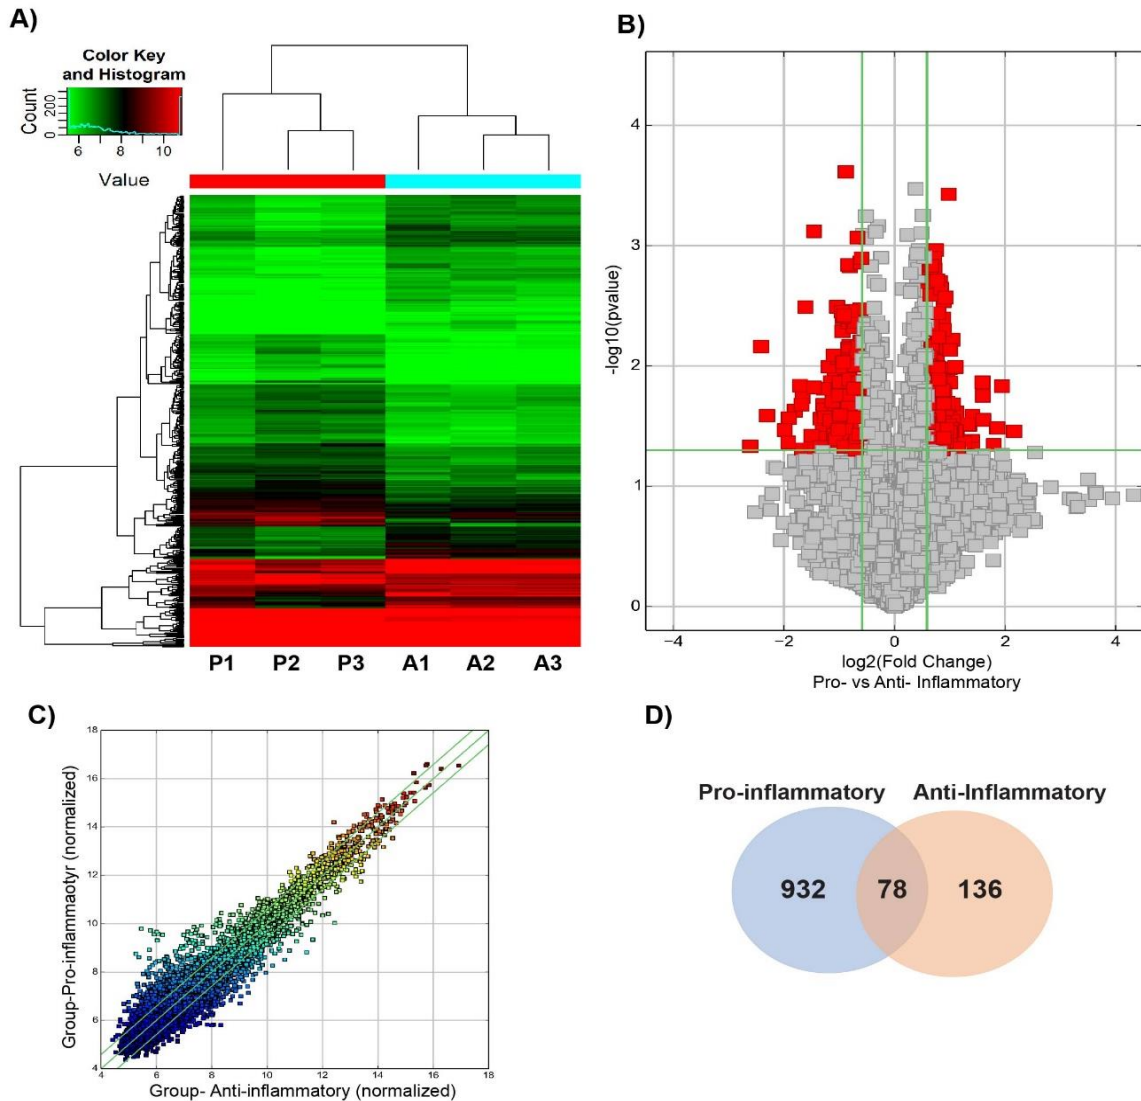 A)
Color Key
and Histogram
Count
0 200
6 8 10
Value
P1 P2 P3 A1 A2 A3
B)
-log10(pvalue)
4
3
2
1
0
−4 −2 0 2 4
log2(Fold Change)
Pro- vs Anti- Inflammatory
C)
Group-Pro-inflammaotyr (normalized)
18
16
14
12
10
8
6
4
4 6 8 10 12 14 16 18
Group- Anti-inflammatory (normalized)
D)
Pro-inflammatory Anti-Inflammatory
932 78 136